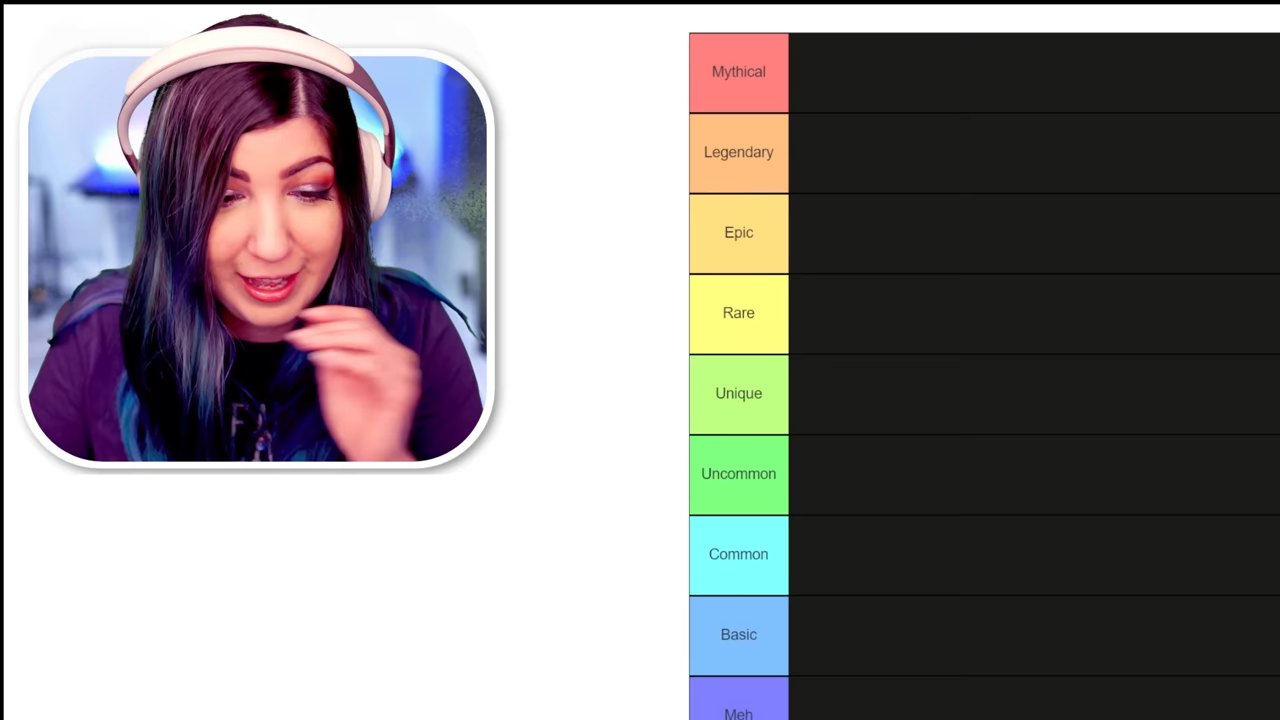 Mythical
Legendary
Epic
Rare
Unique
Uncommon
Common
Basic
Meh